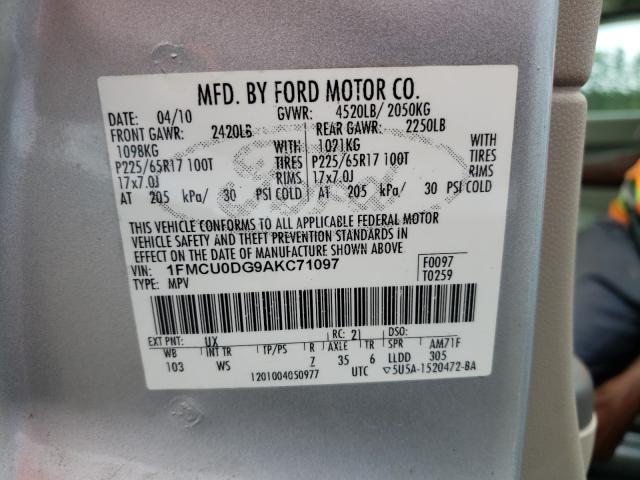 MFD. BY FORD MOTOR CO.
DATE: 04/10 GVWR: 4520LB/ 2050KG
FRONT GAWR: 2420LB REAR GAWR: 2250LB
1098KG WITH 1021KG WITH
P225/65R17 100T TIRES P225/65R17 100T TIRES
17x7.0J RIMS 17x7.0J RIMS
AT 205 kPa/ 30 PSI COLD AT 205 kPa/ 30 PSI COLD
THIS VEHICLE CONFORMS TO ALL APPLICABLE FEDERAL MOTOR
VEHICLE SAFETY AND THEFT PREVENTION STANDARDS IN
EFFECT ON THE DATE OF MANUFACTURE SHOWN ABOVE.
VIN: 1FMCU0DG9AKC71097 F0097
TYPE: MPV T0259
EXT PNT: UX RC: 21 DSO:
WB INT TR TP/PS R AXLE TR SPR AM71F
103 WS 7 35 6 LLDD 305
1201004050977 UTC ▽5U5A-1520472-BA